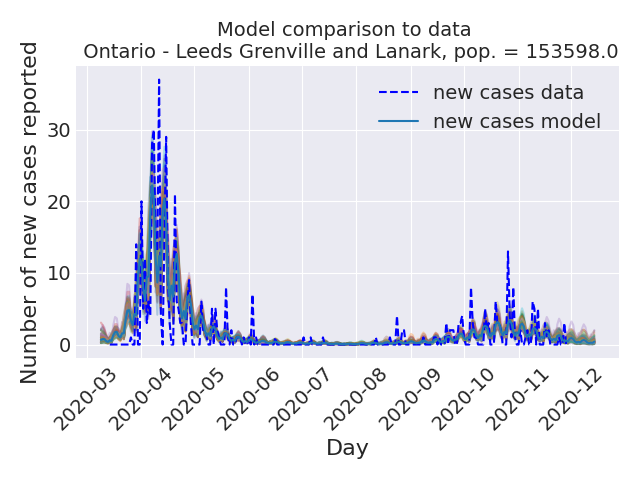 Model comparison to data
Ontario - Leeds Grenville and Lanark, pop. = 153598.0
Number of new cases reported
30
20
10
0
new cases data
new cases model
2020-03
2020-04
2020-05
2020-06
2020-07
2020-08
2020-09
2020-10
2020-11
2020-12
Day